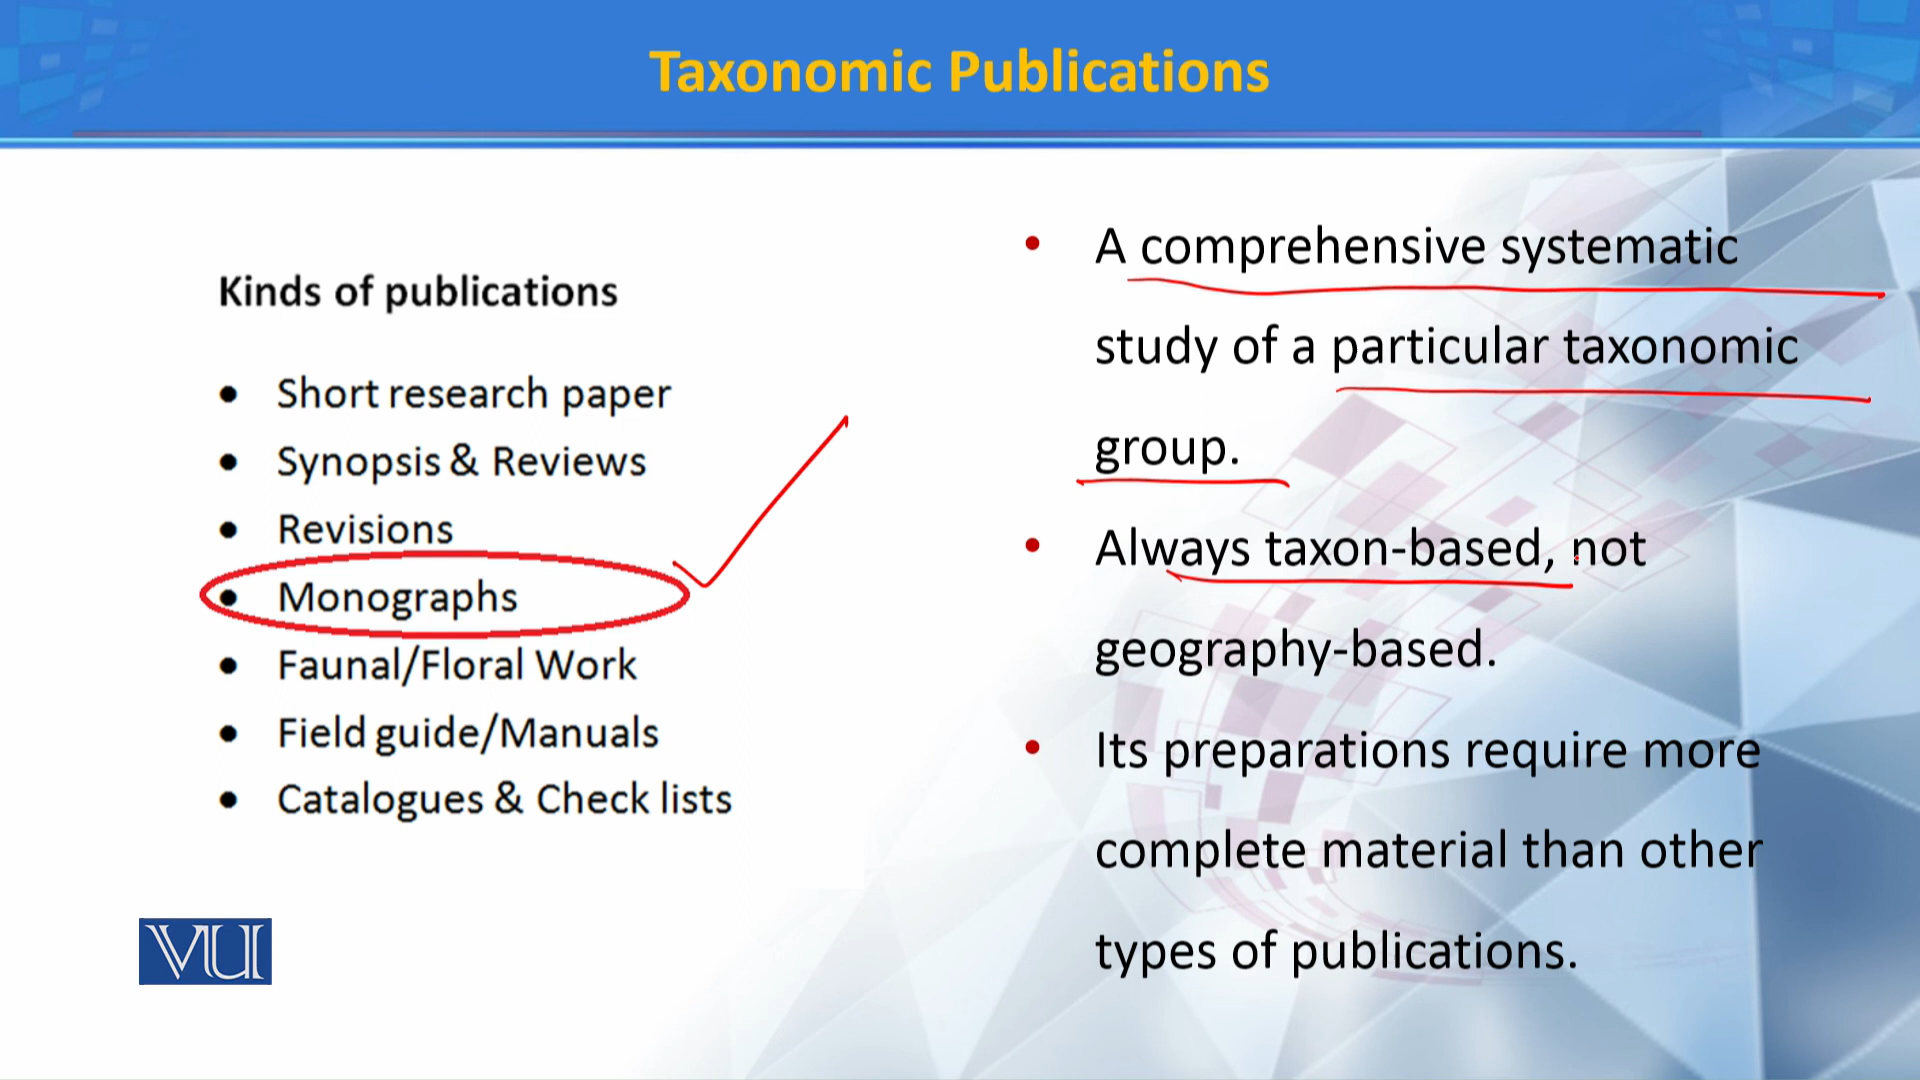 Taxonomic Publications
Kinds of publications
• Short research paper
• Synopsis & Reviews
• Revisions
• Monographs
• Faunal/Floral Work
• Field guide/Manuals
• Catalogues & Check lists
VU
• A comprehensive systematic
study of a particular taxonomic
group.
• Always taxon-based, not
geography-based.
• Its preparations require more
complete material than other
types of publications.